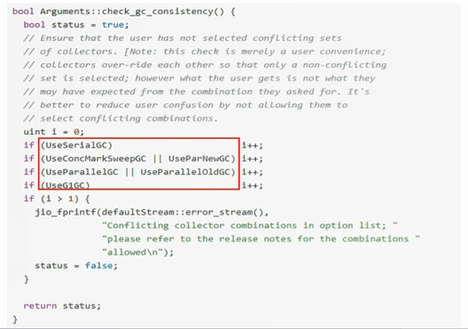 bool Arguments::check_gc_consistency() {
bool status = true;
// Ensure that the user has not selected conflicting sets
// of collectors. [Note: this check is merely a user convenience;
// collectors over-ride each other so that only a non-conflicting
// set is selected; however what the user gets is not what they
// may have expected from the combination they asked for. It's
// better to reduce user confusion by not allowing them to
// select conflicting combinations.
uint i = 0;
if (UseSerialGC) i++;
if (UseConcMarkSweepGC || UseParNewGC) i++;
if (UseParallelGC || UseParallelOldGC) i++;
if (UseG1GC) i++;
if (i > 1) {
jio_fprintf(defaultStream::error_stream(),
"Conflicting collector combinations in option list; "
"please refer to the release notes for the combinations "
"allowed\n");
status = false;
}
return status;
}